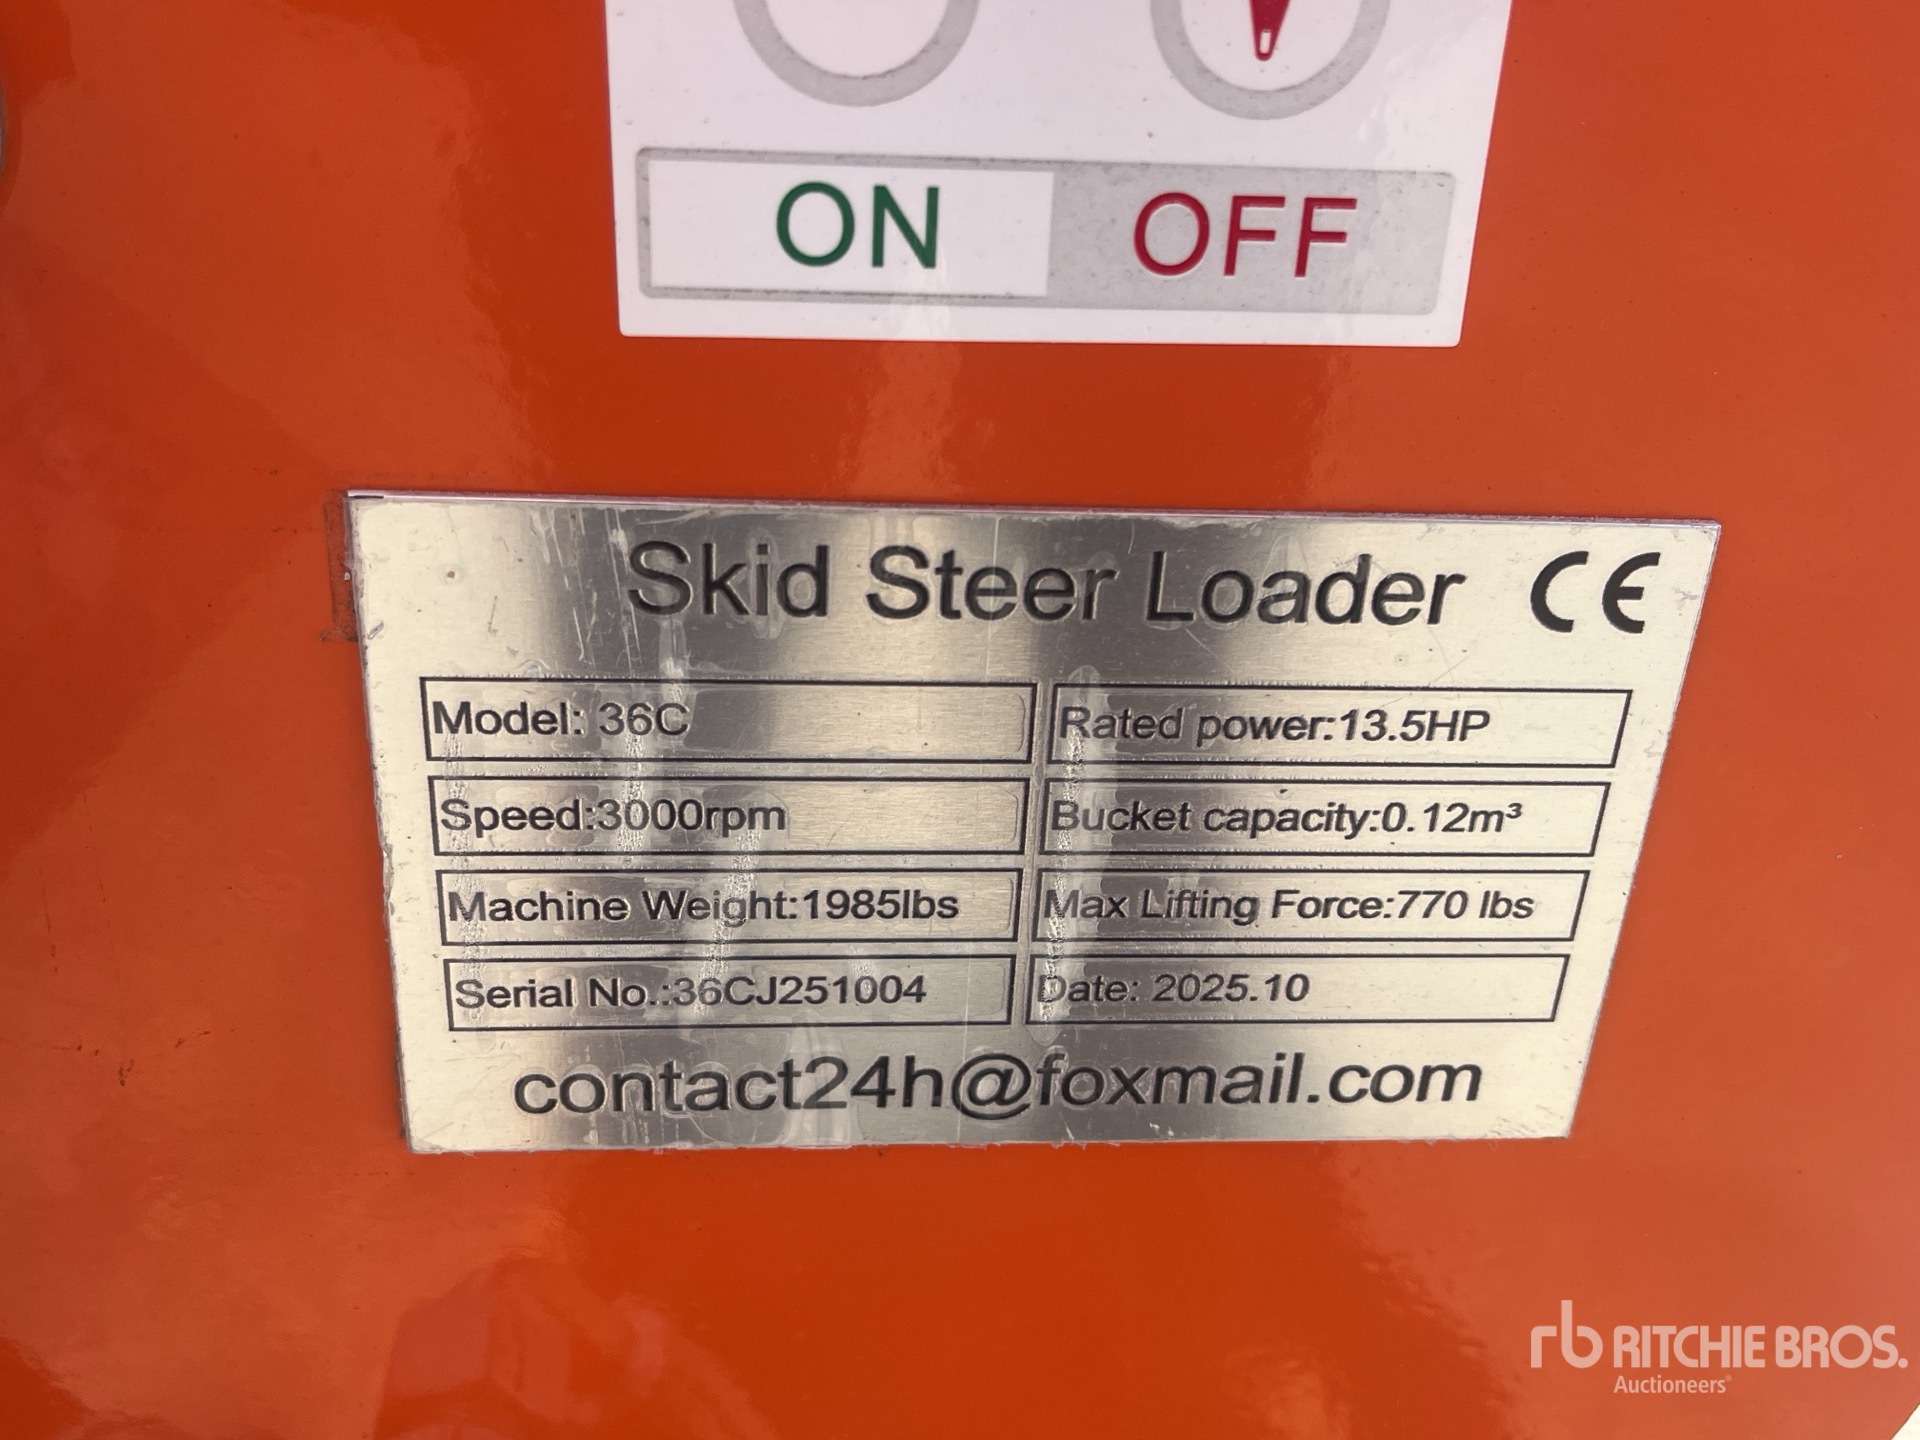 ON OFF
Skid Steer Loader CE
Model: 36C
Rated power:13.5HP
Speed:3000rpm
Bucket capacity:0.12m³
Machine Weight:1985lbs
Max Lifting Force:770 lbs
Serial No.:36CJ251004
Date: 2025.10
contact24h@foxmail.com
rb RITCHIE BROS.
Auctioneers